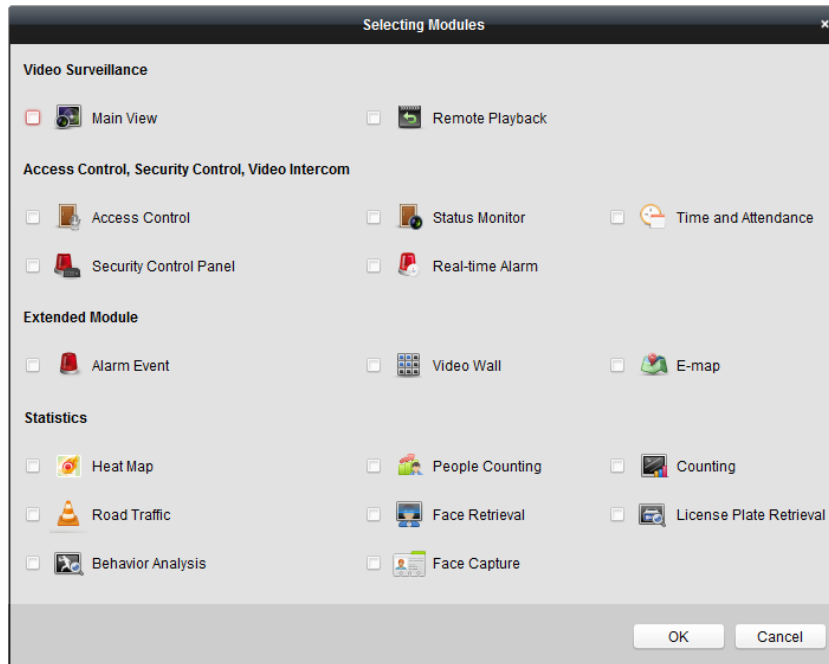 Selecting Modules
Video Surveillance
Main View Remote Playback
Access Control, Security Control, Video Intercom
Access Control Status Monitor Time and Attendance
Security Control Panel Real-time Alarm
Extended Module
Alarm Event Video Wall E-map
Statistics
Heat Map People Counting Counting
Road Traffic Face Retrieval License Plate Retrieval
Behavior Analysis Face Capture
OK Cancel